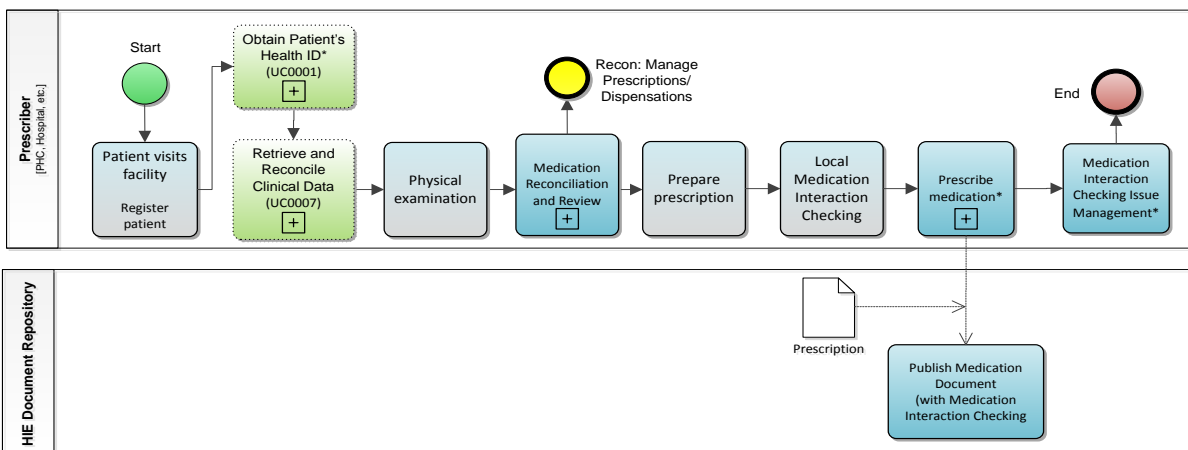 Prescriber
[PHC, Hospital, etc.]
Start
Patient visits
facility
Register
patient
Obtain Patient's
Health ID*
(UC0001)
+
Retrieve and
Reconcile
Clinical Data
(UC0007)
+
Physical
examination
Recon: Manage
Prescriptions/
Dispensations
Medication
Reconciliation
and Review
+
Prepare
prescription
Local
Medication
Interaction
Checking
Prescribe
medication*
+
End
Medication
Interaction
Checking Issue
Management*
HIE Document Repository
Prescription
Publish Medication
Document
(with Medication
Interaction Checking